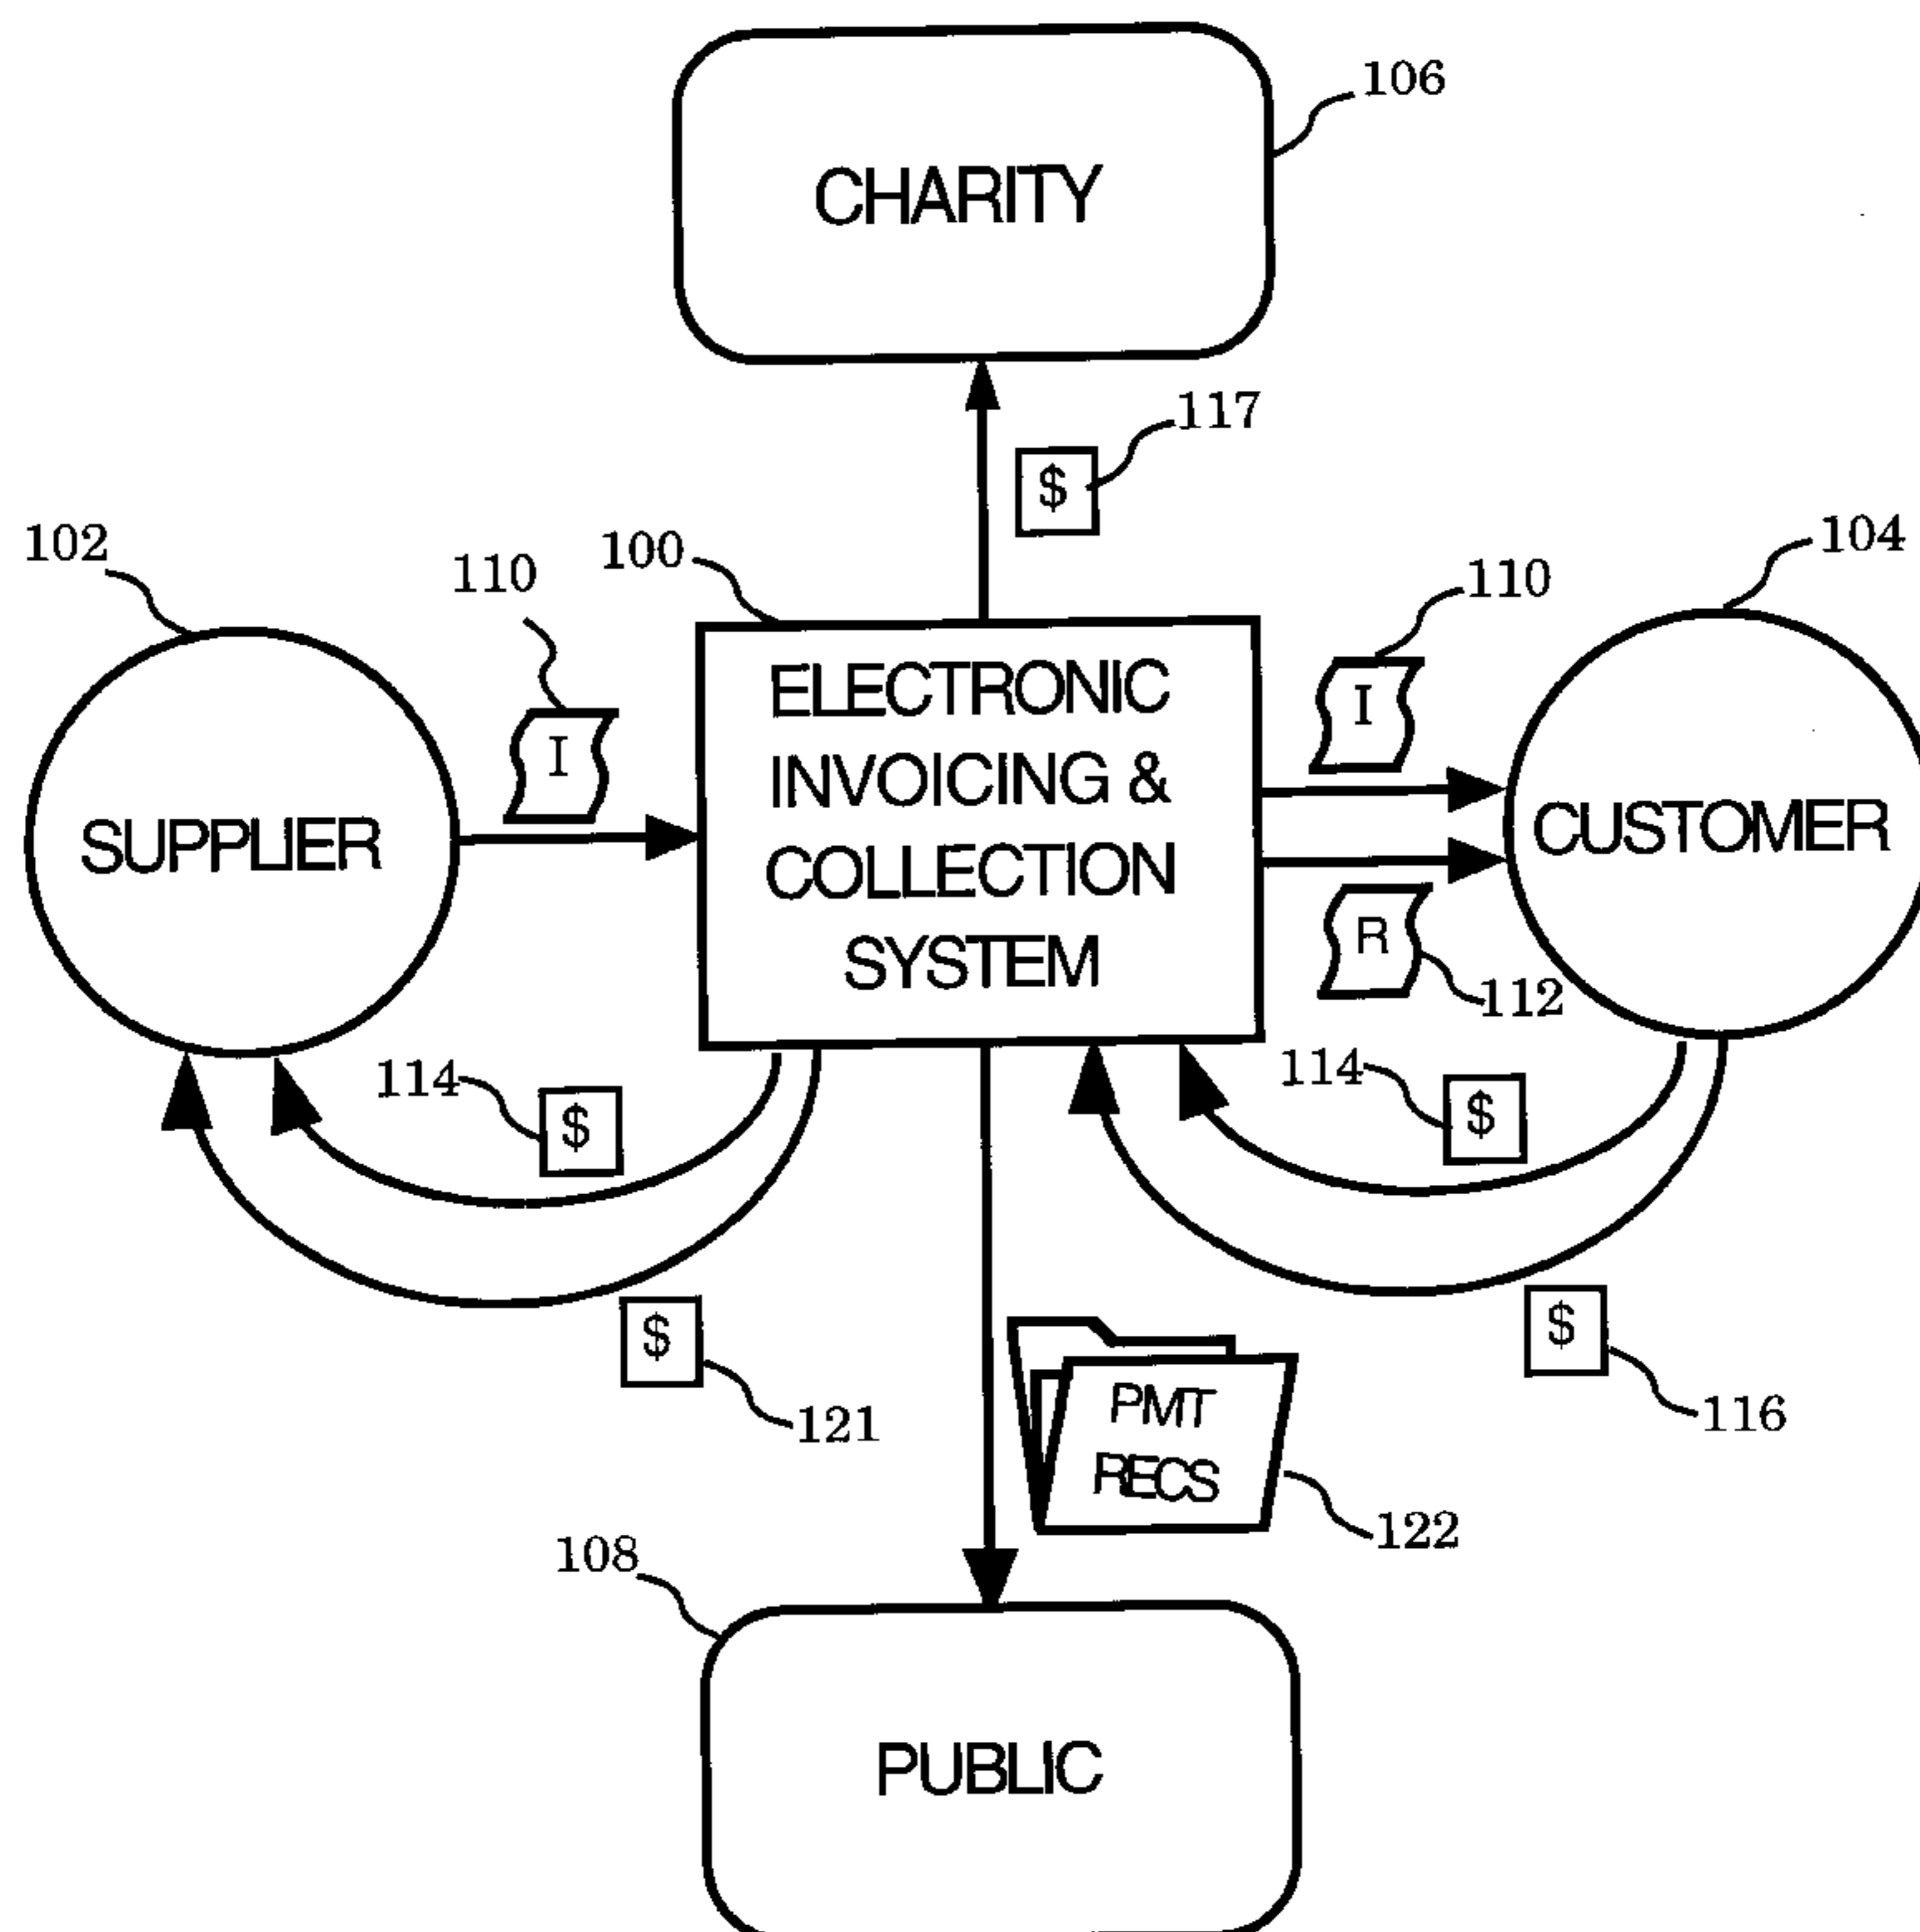 106
CHARITY
117
$
102
110
100
110
104
I
ELECTRONIC
INVOICING &
COLLECTION
SYSTEM
I
SUPPLIER
CUSTOMER
R
112
114
$
114
$
$
121
$
116
PMT
RECS
122
108
PUBLIC